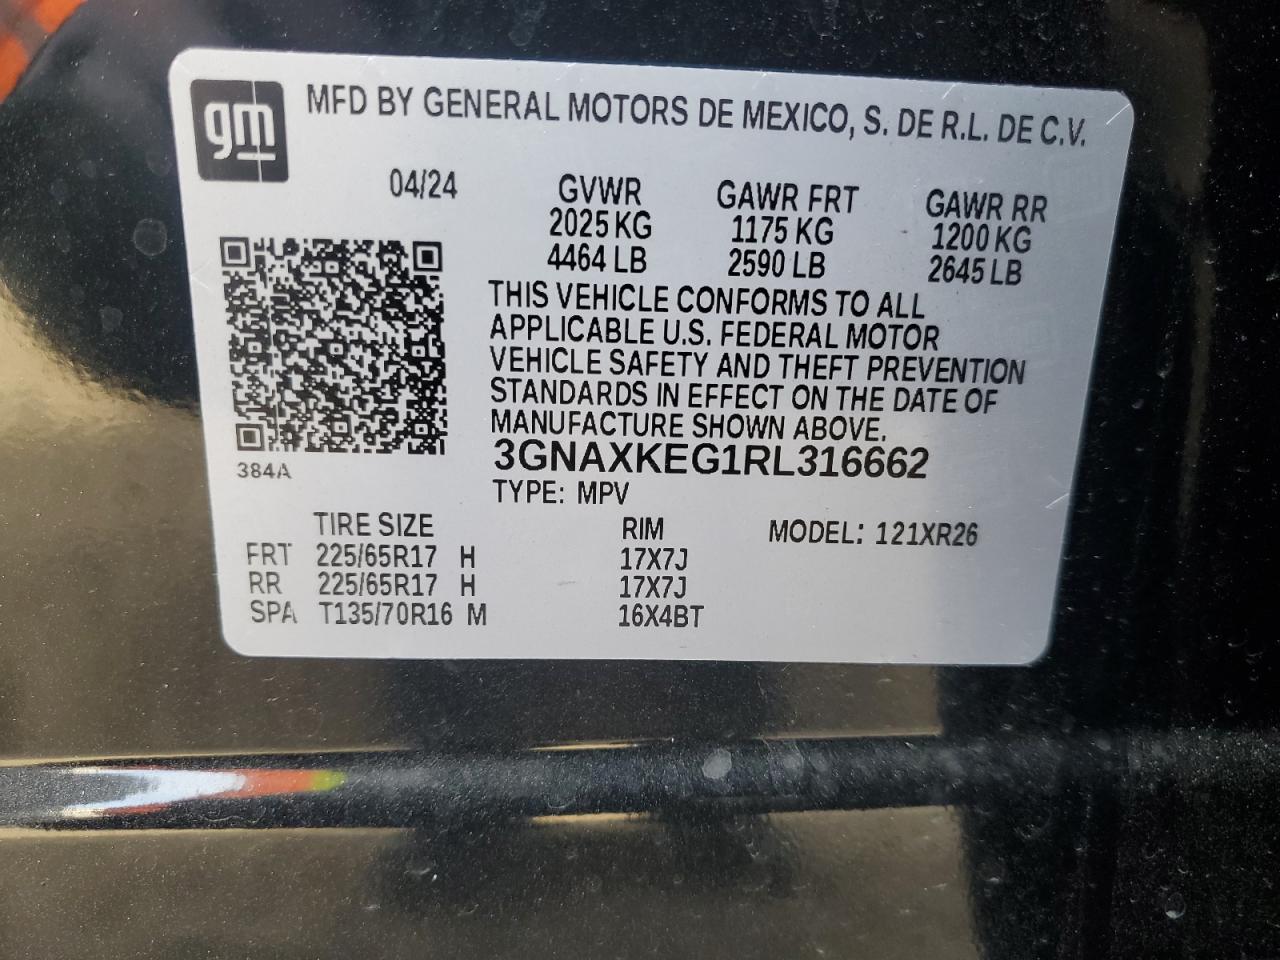 gm
MFD BY GENERAL MOTORS DE MEXICO, S. DE R.L. DE C.V.
04/24 GVWR GAWR FRT GAWR RR
2025 KG 1175 KG 1200 KG
4464 LB 2590 LB 2645 LB
THIS VEHICLE CONFORMS TO ALL
APPLICABLE U.S. FEDERAL MOTOR
VEHICLE SAFETY AND THEFT PREVENTION
STANDARDS IN EFFECT ON THE DATE OF
MANUFACTURE SHOWN ABOVE.
3GNAXKEG1RL316662
384A
TYPE: MPV
TIRE SIZE RIM MODEL: 121XR26
FRT 225/65R17 H 17X7J
RR 225/65R17 H 17X7J
SPA T135/70R16 M 16X4BT